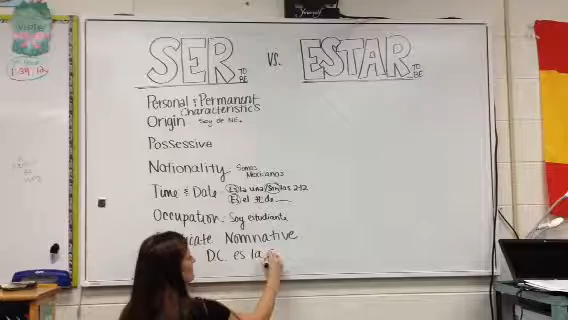 SER TO BE vs. ESTAR TO BE
Personal & Permanent
Characteristics
Origin Soy de NE.
Possessive
Nationality Somos
Mexicanos
Time & Date Es la una/Son las 2-12
Es el # de
Occupation Soy estudiante
Nomnative
DC es la